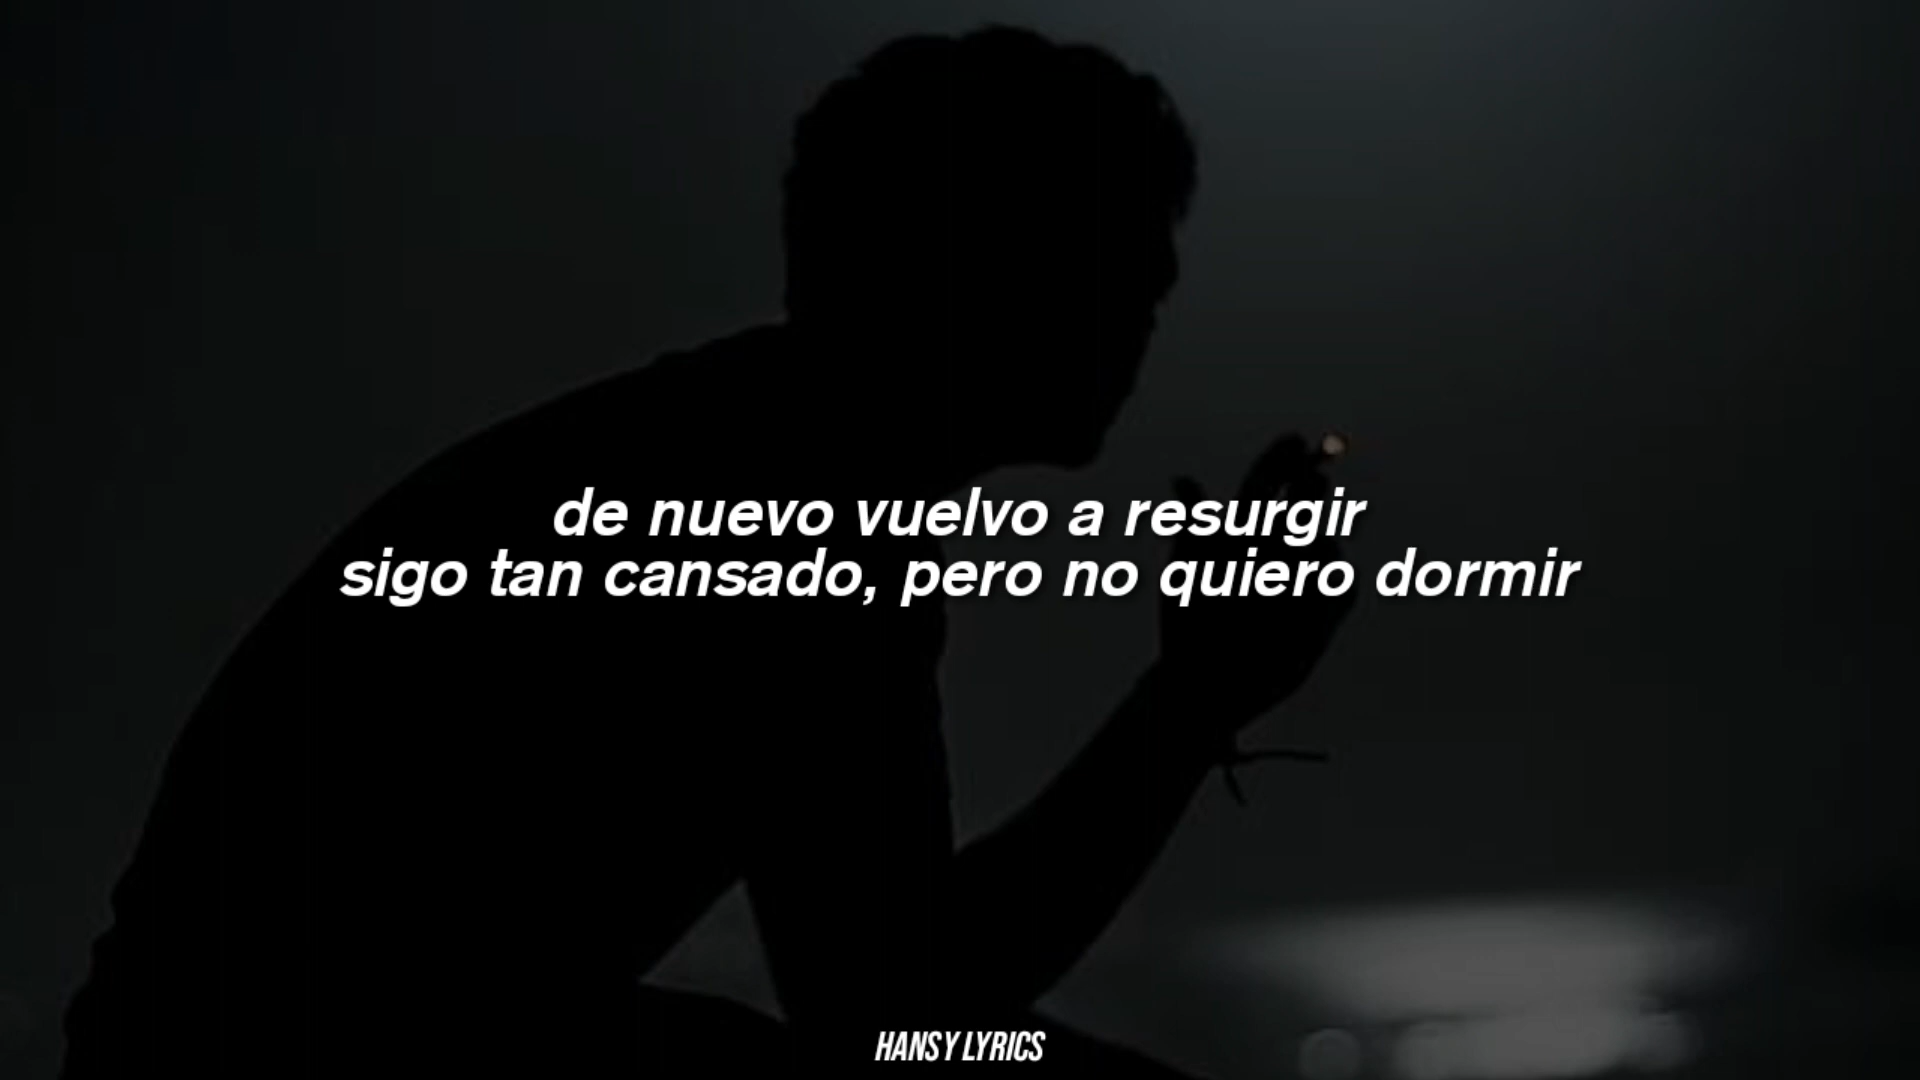 de nuevo vuelvo a resurgir
sigo tan cansado, pero no quiero dormir
HANSY LYRICS